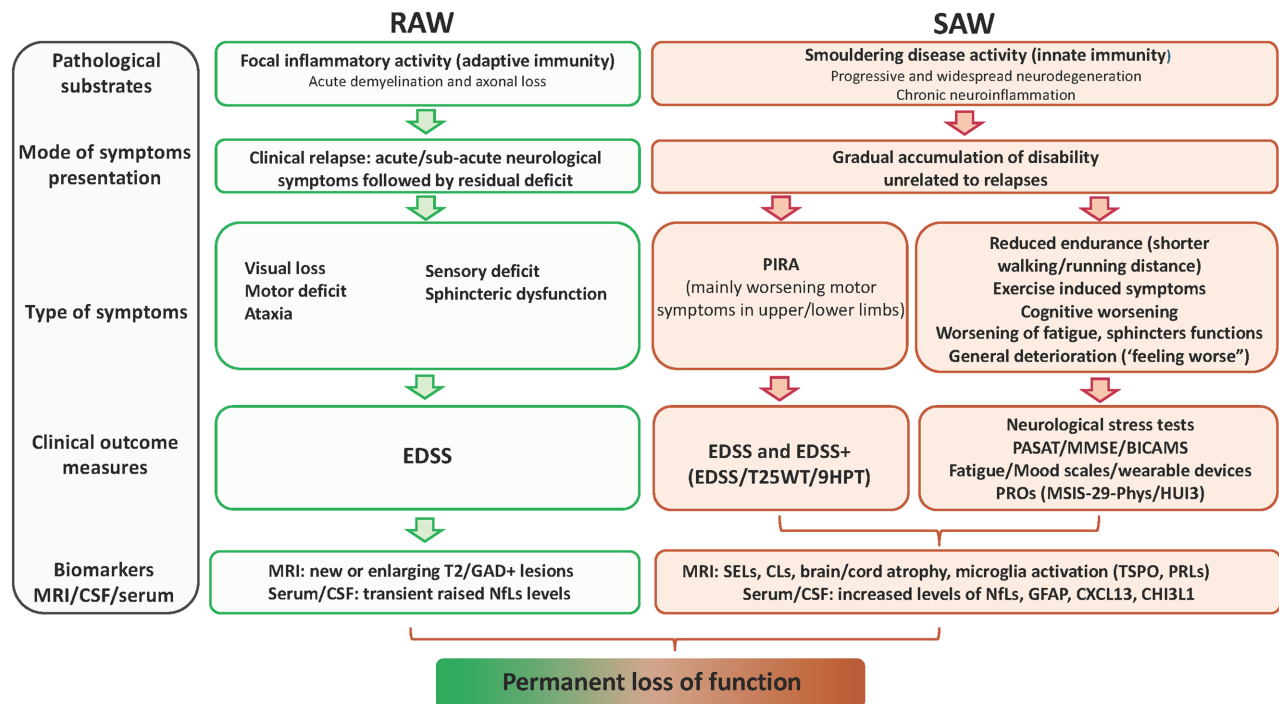 RAW
SAW
Pathological
substrates
Focal inflammatory activity (adaptive immunity)
Acute demyelination and axonal loss
Smouldering disease activity (innate immunity)
Progressive and widespread neurodegeneration
Chronic neuroinflammation
Mode of symptoms
presentation
Clinical relapse: acute/sub-acute neurological
symptoms followed by residual deficit
Gradual accumulation of disability
unrelated to relapses
Type of symptoms
Visual loss
Motor deficit
Ataxia
Sensory deficit
Sphincteric dysfunction
PIRA
(mainly worsening motor
symptoms in upper/lower limbs)
Reduced endurance (shorter
walking/running distance)
Exercise induced symptoms
Cognitive worsening
Worsening of fatigue, sphincters functions
General deterioration (‘feeling worse”)
Clinical outcome
measures
EDSS
EDSS and EDSS+
(EDSS/T25WT/9HPT)
Neurological stress tests
PASAT/MMSE/BICAMS
Fatigue/Mood scales/wearable devices
PROs (MSIS-29-Phys/HUI3)
Biomarkers
MRI/CSF/serum
MRI: new or enlarging T2/GAD+ lesions
Serum/CSF: transient raised NfLs levels
MRI: SELs, CLs, brain/cord atrophy, microglia activation (TSPO, PRLs)
Serum/CSF: increased levels of NfLs, GFAP, CXCL13, CHI3L1
Permanent loss of function